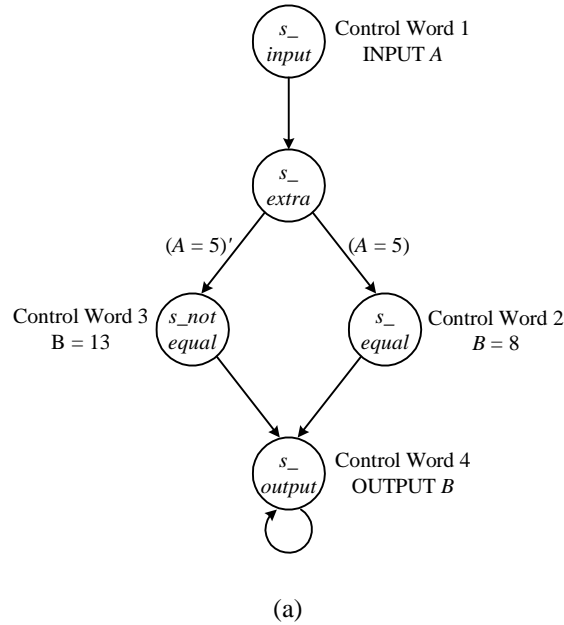 s_
input
Control Word 1
INPUT A
s_
extra
(A = 5)'
(A = 5)
Control Word 3
B = 13
s_not
equal
s_
equal
Control Word 2
B = 8
s_
output
Control Word 4
OUTPUT B
(a)